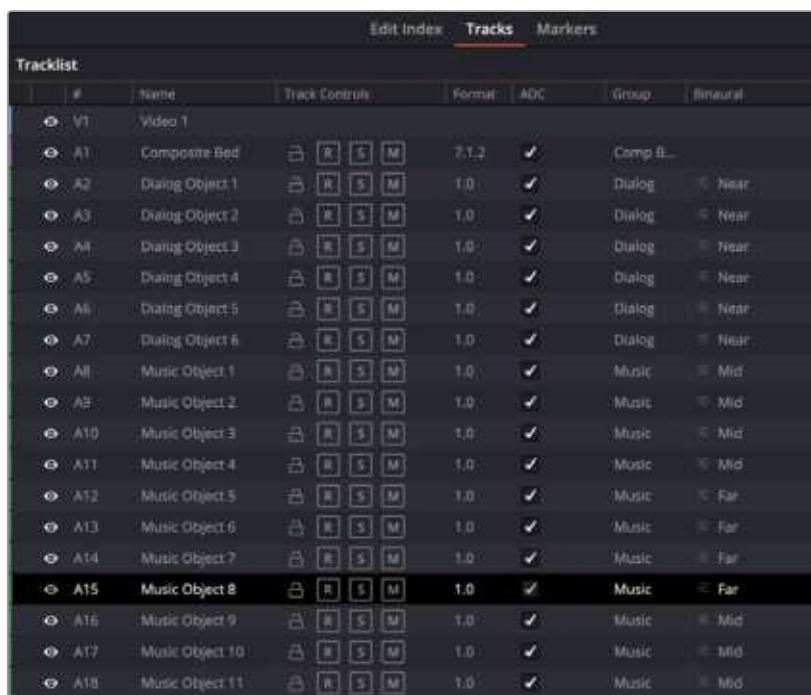 Edit Index Tracks Markers
Tracklist
# Name Track Controls Format ADC Group Binaural
V1 Video 1
A1 Composite Bed R S M 7.1.2 Comp B...
A2 Dialog Object 1 R S M 1.0 Dialog Near
A3 Dialog Object 2 R S M 1.0 Dialog Near
A4 Dialog Object 3 R S M 1.0 Dialog Near
A5 Dialog Object 4 R S M 1.0 Dialog Near
A6 Dialog Object 5 R S M 1.0 Dialog Near
A7 Dialog Object 6 R S M 1.0 Dialog Near
A8 Music Object 1 R S M 1.0 Music Mid
A9 Music Object 2 R S M 1.0 Music Mid
A10 Music Object 3 R S M 1.0 Music Mid
A11 Music Object 4 R S M 1.0 Music Mid
A12 Music Object 5 R S M 1.0 Music Far
A13 Music Object 6 R S M 1.0 Music Far
A14 Music Object 7 R S M 1.0 Music Far
A15 Music Object 8 R S M 1.0 Music Far
A16 Music Object 9 R S M 1.0 Music Mid
A17 Music Object 10 R S M 1.0 Music Mid
A18 Music Object 11 R S M 1.0 Music Mid